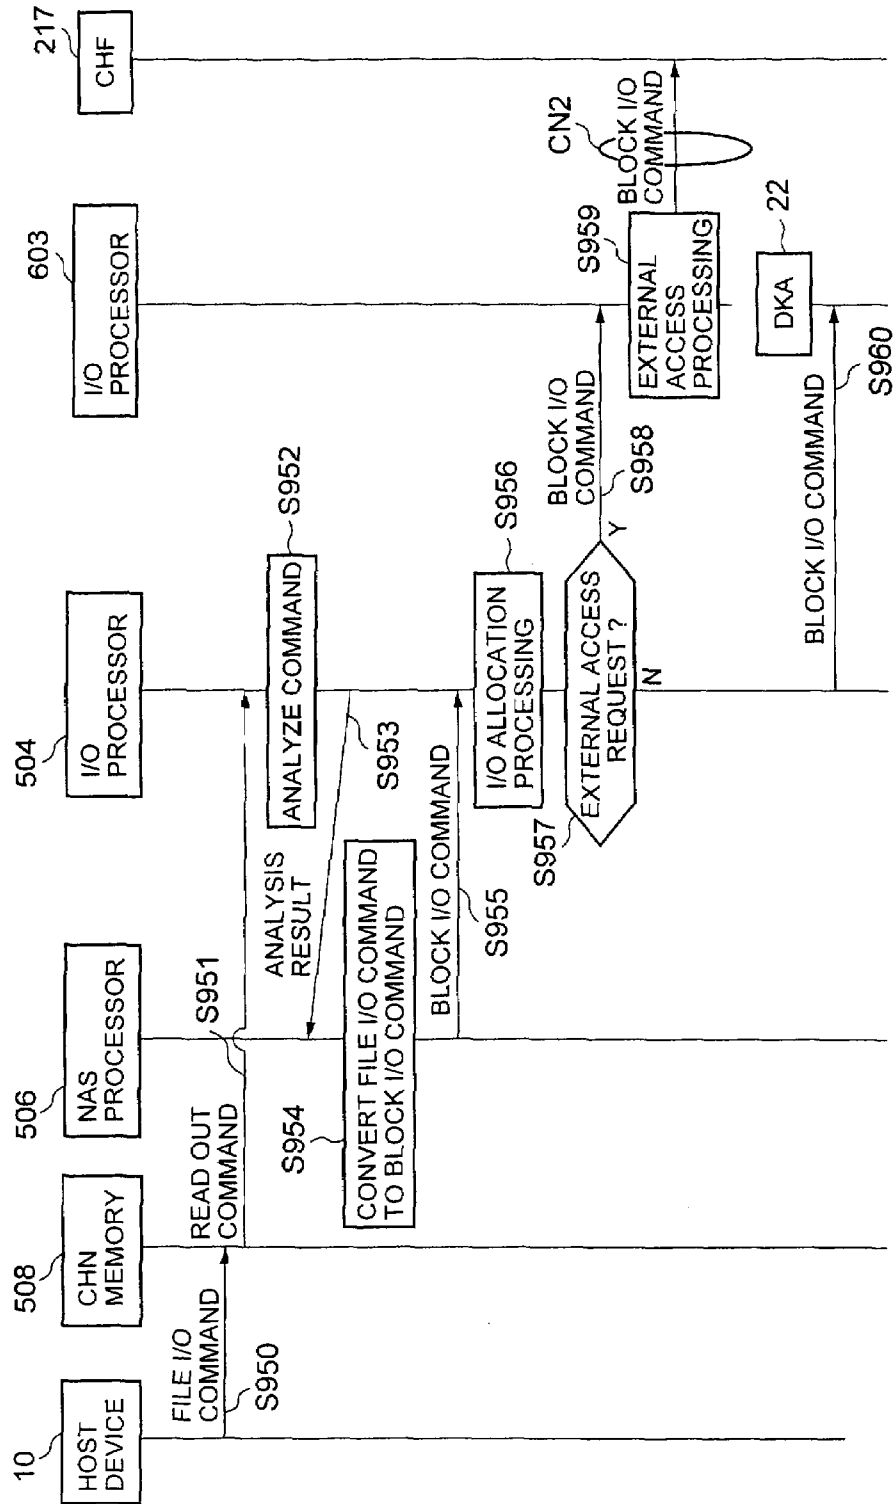 10
HOST
DEVICE
508
CHN
MEMORY
506
NAS
PROCESSOR
504
I/O
PROCESSOR
603
I/O
PROCESSOR
217
CHF
FILE I/O
COMMAND
S950
READ OUT
COMMAND
S951
ANALYZE COMMAND
S952
ANALYSIS
RESULT
S953
S954
CONVERT FILE I/O COMMAND
TO BLOCK I/O COMMAND
BLOCK I/O COMMAND
S955
I/O ALLOCATION
PROCESSING
S956
S957
EXTERNAL ACCESS
REQUEST ?
Y
N
BLOCK I/O
COMMAND
S958
EXTERNAL
ACCESS
PROCESSING
S959
BLOCK I/O
COMMAND
CN2
DKA
22
BLOCK I/O COMMAND
S960